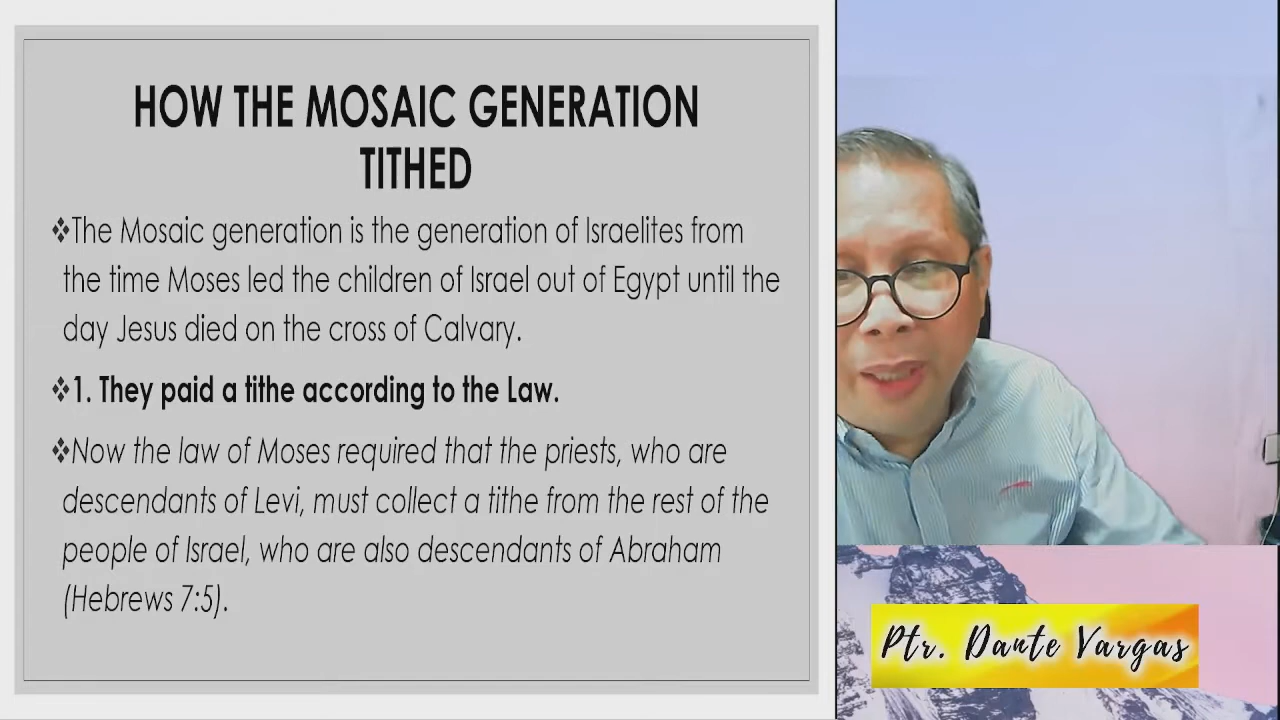 HOW THE MOSAIC GENERATION
TITHED
❖The Mosaic generation is the generation of Israelites from
the time Moses led the children of Israel out of Egypt until the
day Jesus died on the cross of Calvary.
❖1. They paid a tithe according to the Law.
❖Now the law of Moses required that the priests, who are
descendants of Levi, must collect a tithe from the rest of the
people of Israel, who are also descendants of Abraham
(Hebrews 7:5).
Ptr. Dante Vargas